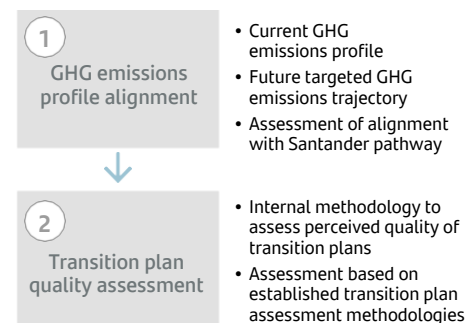 1
GHG emissions
profile alignment
• Current GHG
emissions profile
• Future targeted GHG
emissions trajectory
• Assessment of alignment
with Santander pathway
2
Transition plan
quality assessment
• Internal methodology to
assess perceived quality of
transition plans
• Assessment based on
established transition plan
assessment methodologies